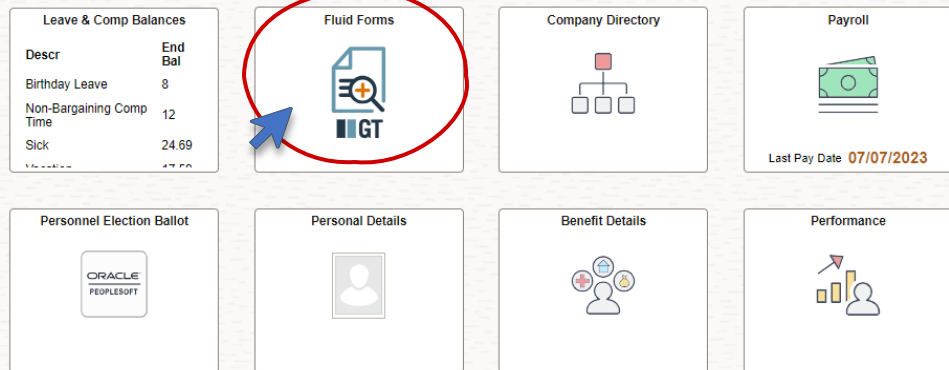 Leave & Comp Balances
Descr End Bal
Birthday Leave 8
Non-Bargaining Comp Time 12
Sick 24.69
Fluid Forms
GT
Company Directory
Payroll
Last Pay Date 07/07/2023
Personnel Election Ballot
ORACLE
PEOPLESOFT
Personal Details
Benefit Details
Performance